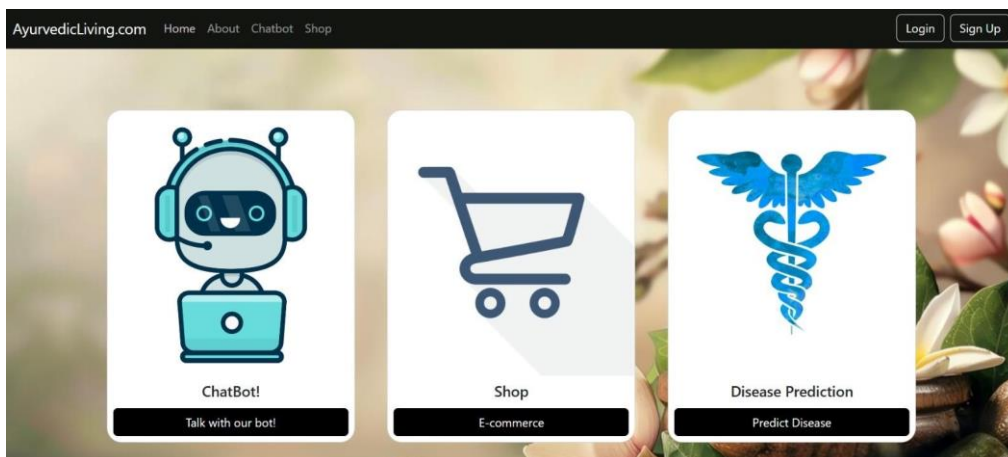 AyurvedicLiving.com Home About Chatbot Shop Login Sign Up
ChatBot!
Talk with our bot!
Shop
E-commerce
Disease Prediction
Predict Disease